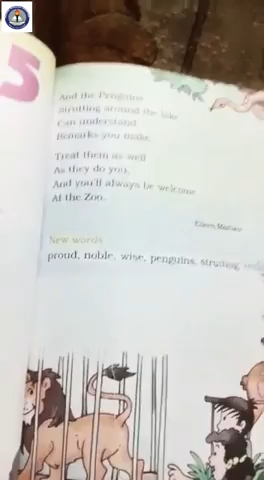 5
And the Penguins
Strutting around the lake
Can understand
Remarks you make.
Treat them as well
As they do you,
And you'll always be welcome
At the Zoo.
New words
proud, noble, wise, penguins, strutting,